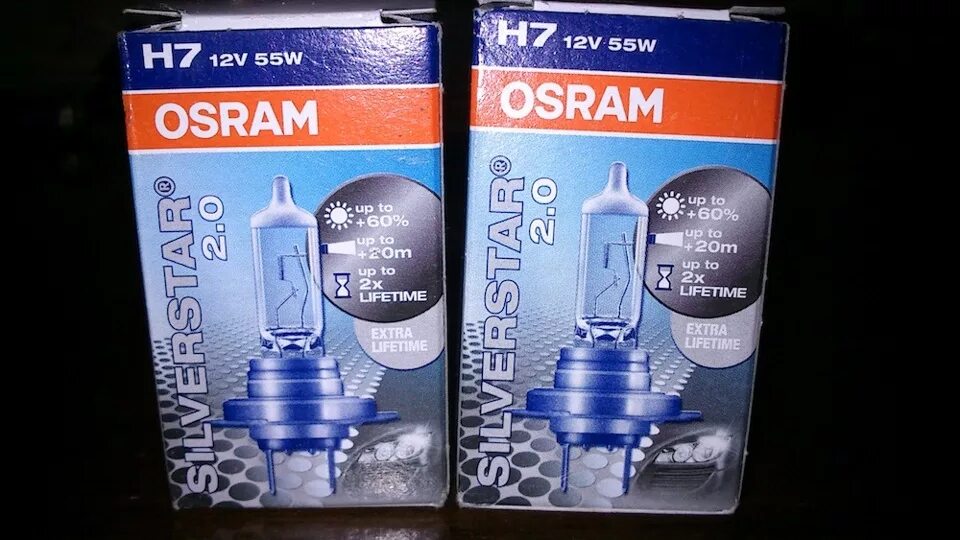 H7 12V 55W
OSRAM
SILVERSTAR®
2.0
up to
+60%
up to
+20m
up to
2x
LIFETIME
EXTRA
LIFETIME
H7 12V 55W
OSRAM
SILVERSTAR®
2.0
up to
+60%
up to
+20m
up to
2x
LIFETIME
EXTRA
LIFETIME